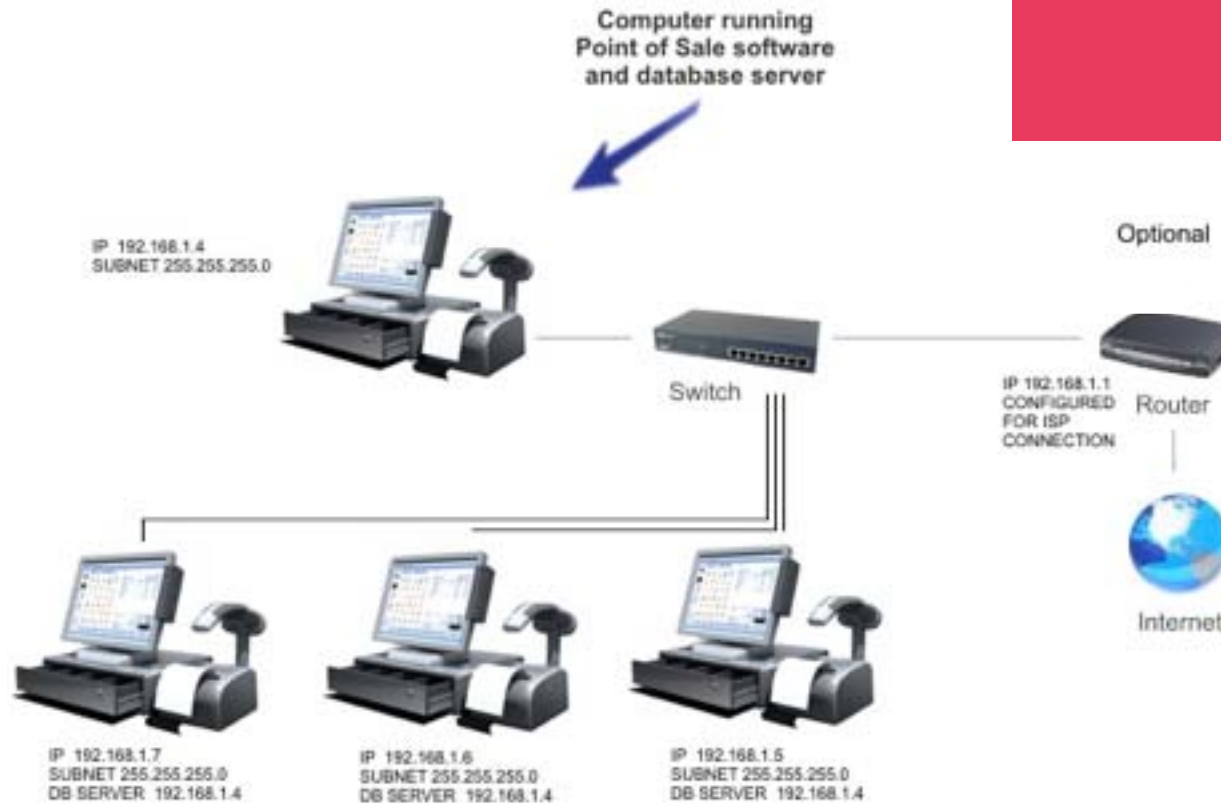 Computer running
Point of Sale software
and database server
Optional
IP 192.168.1.4
SUBNET 255.255.255.0
Switch
IP 192.168.1.1
CONFIGURED
FOR ISP
CONNECTION
Router
Internet
IP 192.168.1.7
SUBNET 255.255.255.0
DB SERVER 192.168.1.4
IP 192.168.1.6
SUBNET 255.255.255.0
DB SERVER 192.168.1.4
IP 192.168.1.5
SUBNET 255.255.255.0
DB SERVER 192.168.1.4